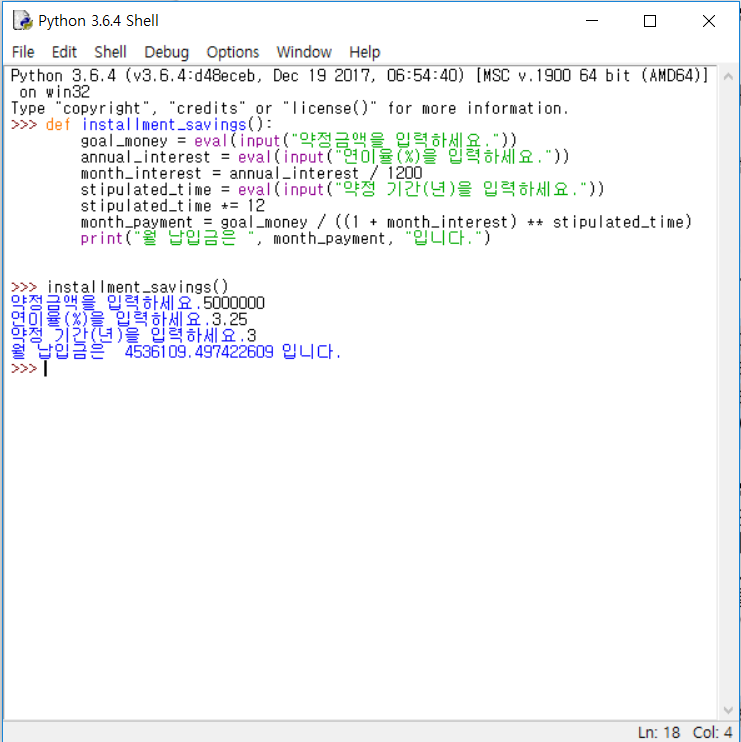 Python 3.6.4 Shell
File Edit Shell Debug Options Window Help
Python 3.6.4 (v3.6.4:d48eceb, Dec 19 2017, 06:54:40) [MSC v.1900 64 bit (AMD64)]
on win32
Type "copyright", "credits" or "license()" for more information.
>>> def installment_savings():
        goal_money = eval(input("약정금액을 입력하세요."))
        annual_interest = eval(input("연이율(%)을 입력하세요."))
        month_interest = annual_interest / 1200
        stipulated_time = eval(input("약정 기간(년)을 입력하세요."))
        stipulated_time *= 12
        month_payment = goal_money / ((1 + month_interest) ** stipulated_time)
        print("월 납입금은 ", month_payment, "입니다.")
>>> installment_savings()
약정금액을 입력하세요.5000000
연이율(%)을 입력하세요.3.25
약정 기간(년)을 입력하세요.3
월 납입금은  4536109.497422609 입니다.
>>>
Ln: 18 Col: 4